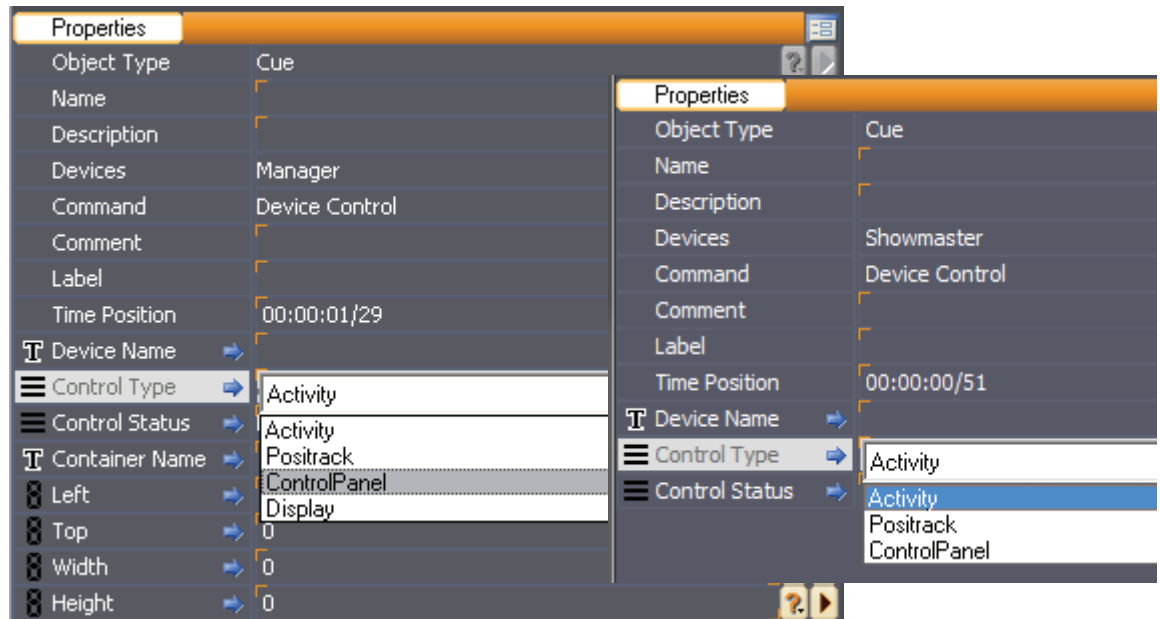 Properties
Object Type Cue
Name
Description
Devices Manager
Command Device Control
Comment
Label
Time Position 00:00:01/29
T Device Name
Control Type Activity
Control Status Activity
Positrack
T Container Name
ControlPanel
Left
Display
Top 0
Width 0
Height 0
Properties
Object Type Cue
Name
Description
Devices Showmaster
Command Device Control
Comment
Label
Time Position 00:00:00/51
T Device Name
Control Type Activity
Control Status Activity
Positrack
ControlPanel